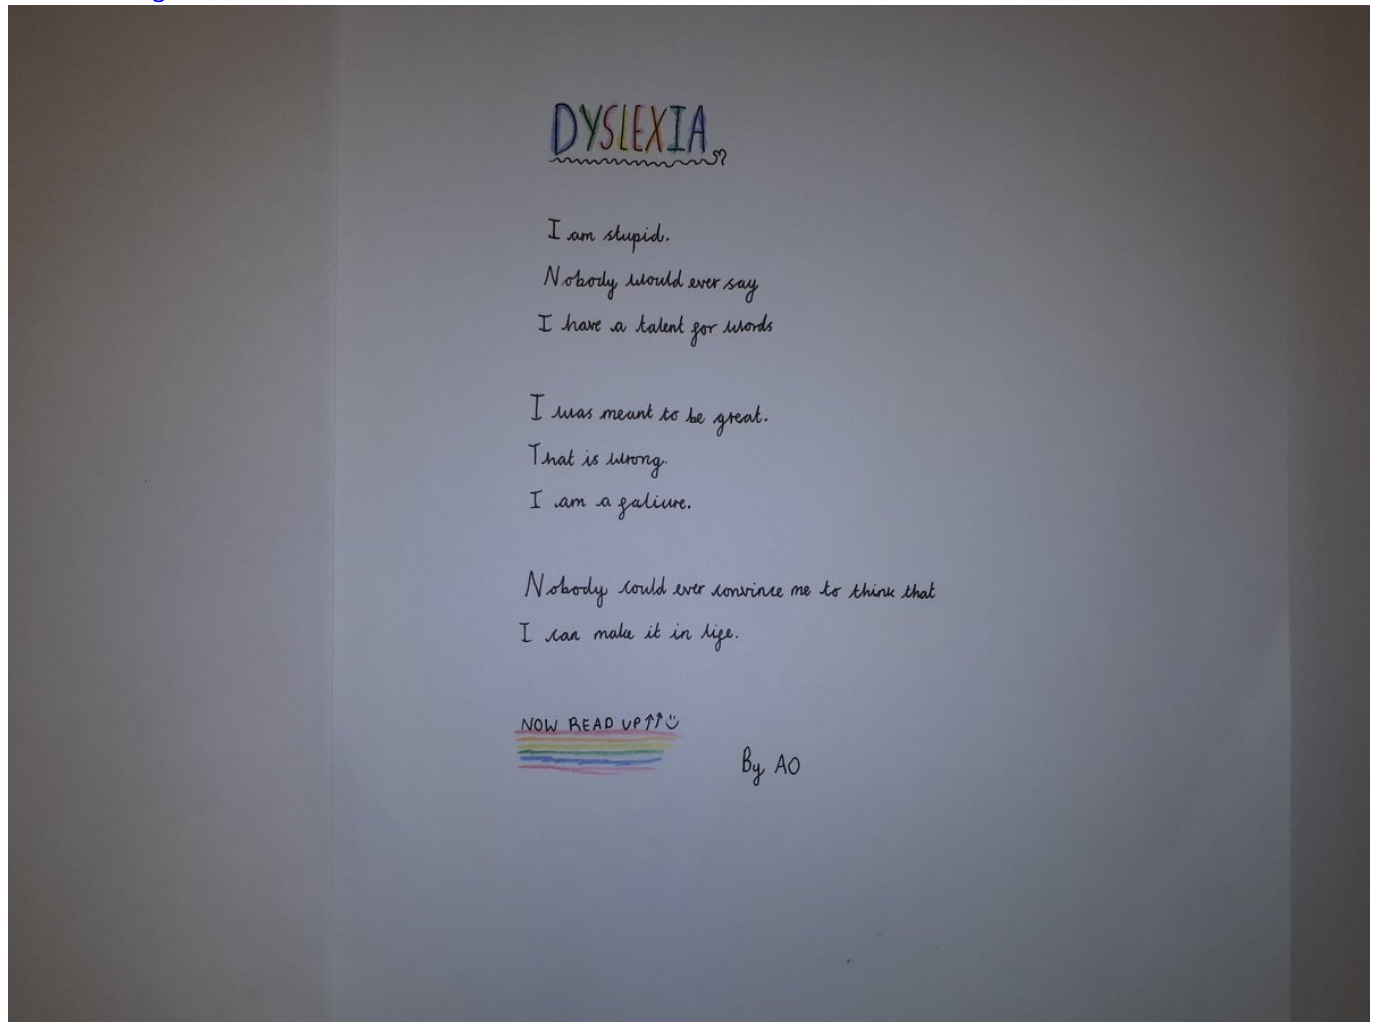 DYSLEXIA
I am stupid.
Nobody would ever say
I have a talent for words
I was meant to be great.
That is wrong.
I am a faliure.
Nobody could ever convince me to think that
I can make it in life.
NOW READ UP ↑↑ :)
By AO